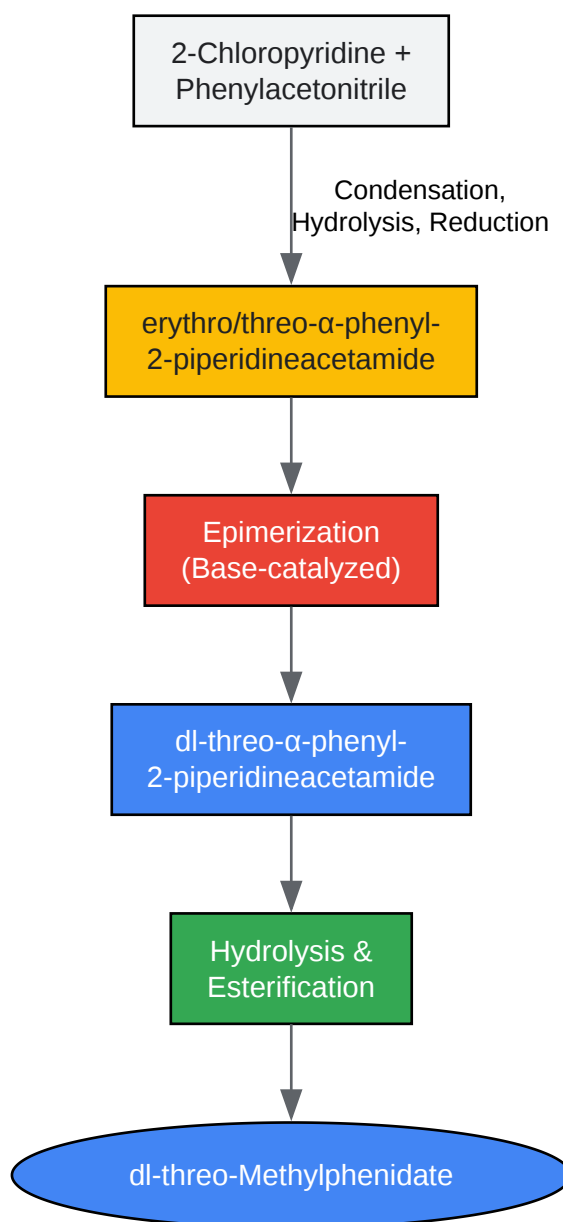 2-Chloropyridine +
Phenylacetonitrile
Condensation,
Hydrolysis, Reduction
erythro/threo-α-phenyl-
2-piperidineacetamide
Epimerization
(Base-catalyzed)
dl-threo-α-phenyl-
2-piperidineacetamide
Hydrolysis &
Esterification
dl-threo-Methylphenidate